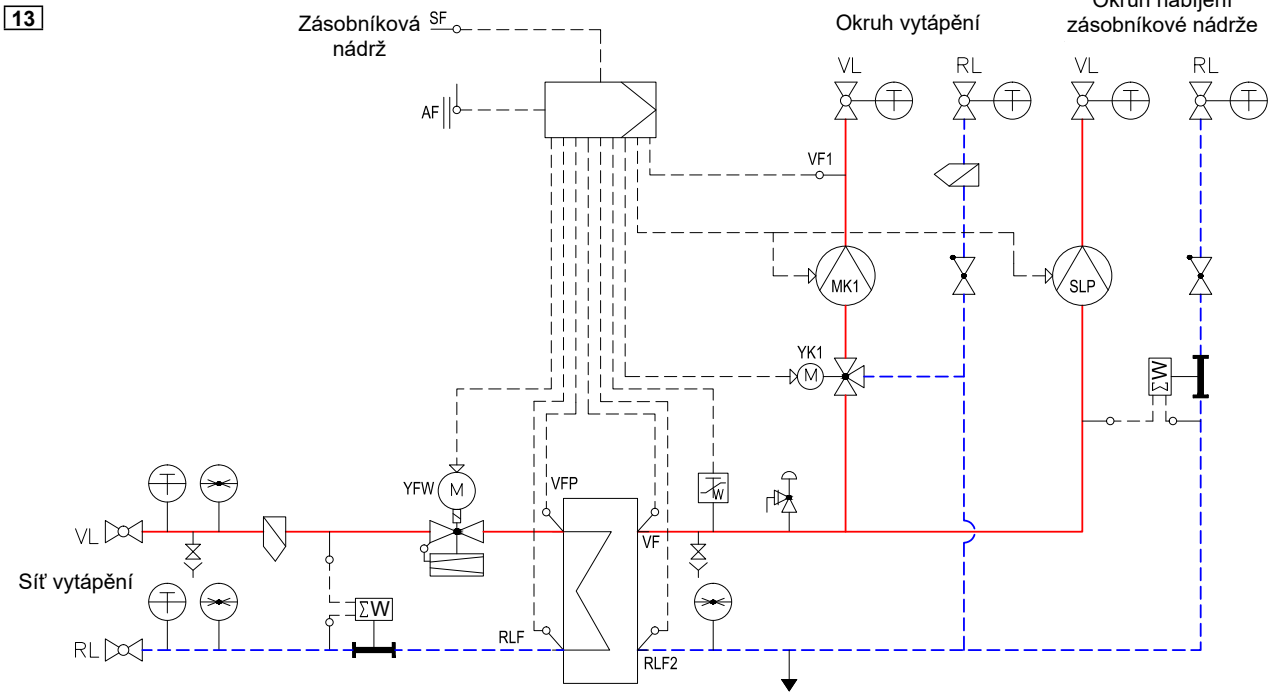 13
Zásobníková
nádrž
SF
AF
Okruh vytápění
Okruh nabíjení
zásobníkové nádrže
VL
T
RL
T
VL
T
RL
T
VF1
MK1
SLP
YK1
M
ΣW
T
YFW
M
VFP
W
VL
VF
Síť vytápění
T
ΣW
RL
RLF
RLF2